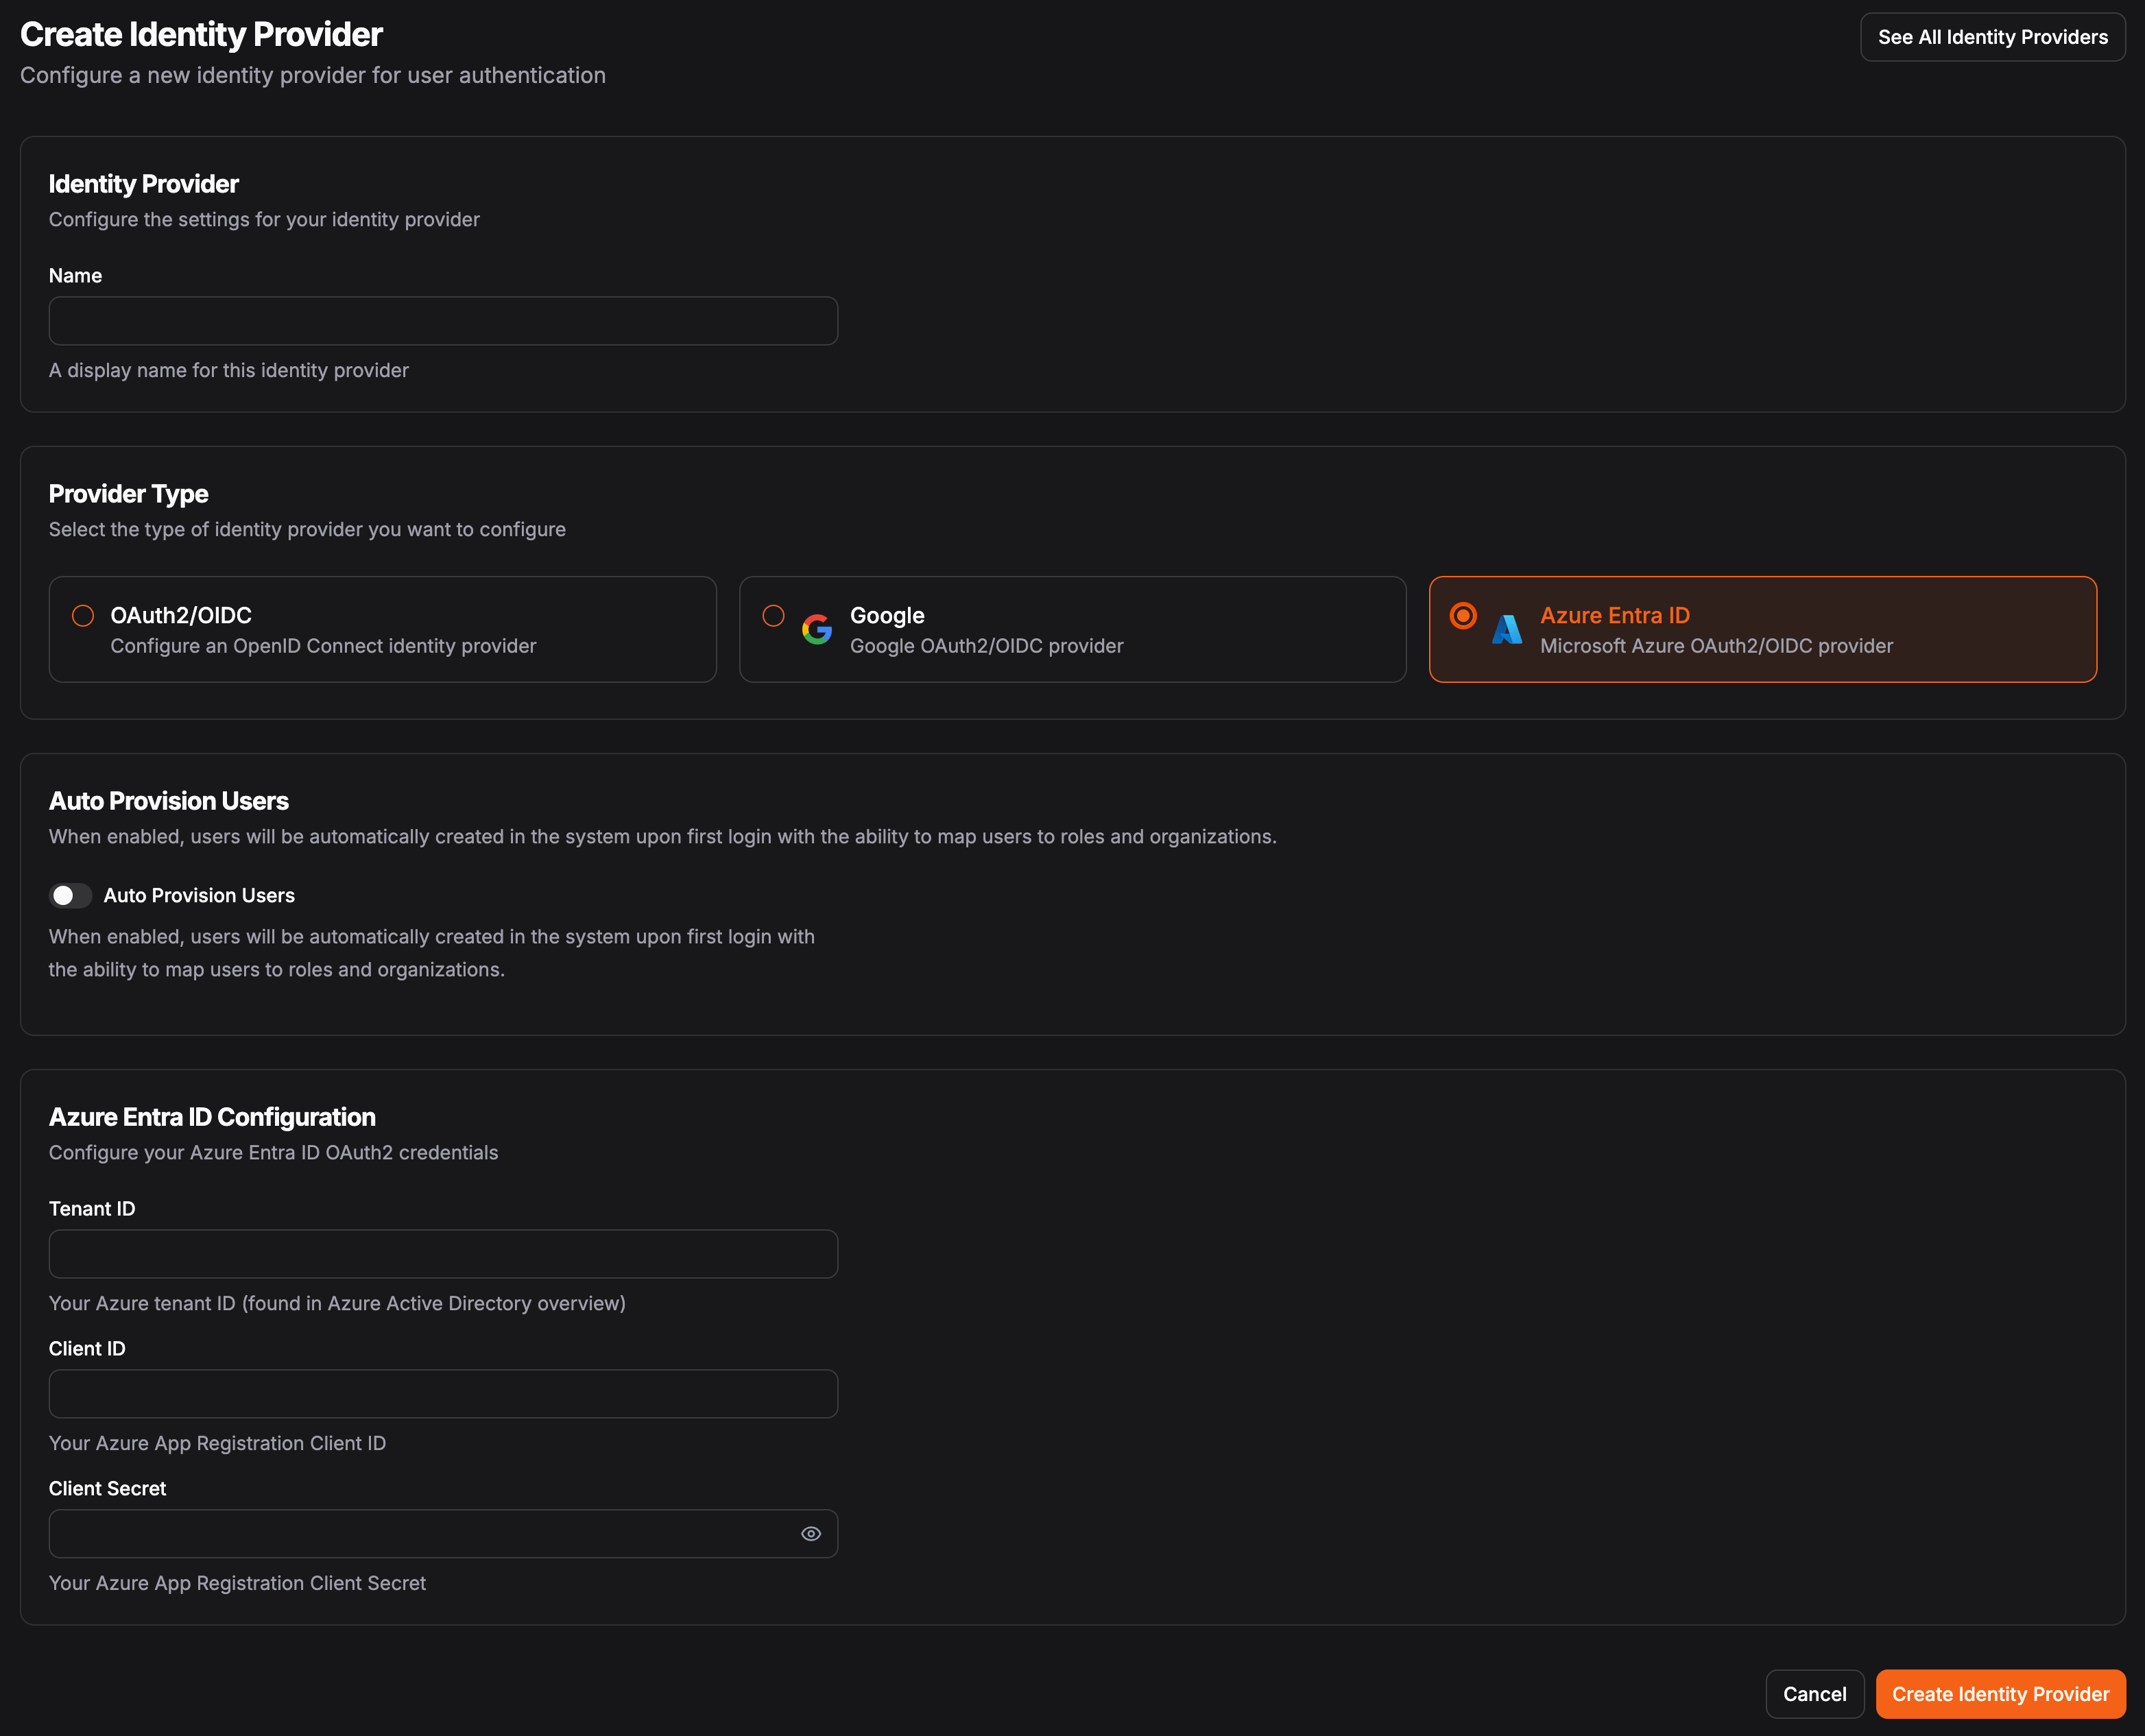 Create Identity Provider
See All Identity Providers
Configure a new identity provider for user authentication
Identity Provider
Configure the settings for your identity provider
Name
A display name for this identity provider
Provider Type
Select the type of identity provider you want to configure
OAuth2/OIDC
Configure an OpenID Connect identity provider
Google
Google OAuth2/OIDC provider
Azure Entra ID
Microsoft Azure OAuth2/OIDC provider
Auto Provision Users
When enabled, users will be automatically created in the system upon first login with the ability to map users to roles and organizations.
Auto Provision Users
When enabled, users will be automatically created in the system upon first login with
the ability to map users to roles and organizations.
Azure Entra ID Configuration
Configure your Azure Entra ID OAuth2 credentials
Tenant ID
Your Azure tenant ID (found in Azure Active Directory overview)
Client ID
Your Azure App Registration Client ID
Client Secret
Your Azure App Registration Client Secret
Cancel
Create Identity Provider